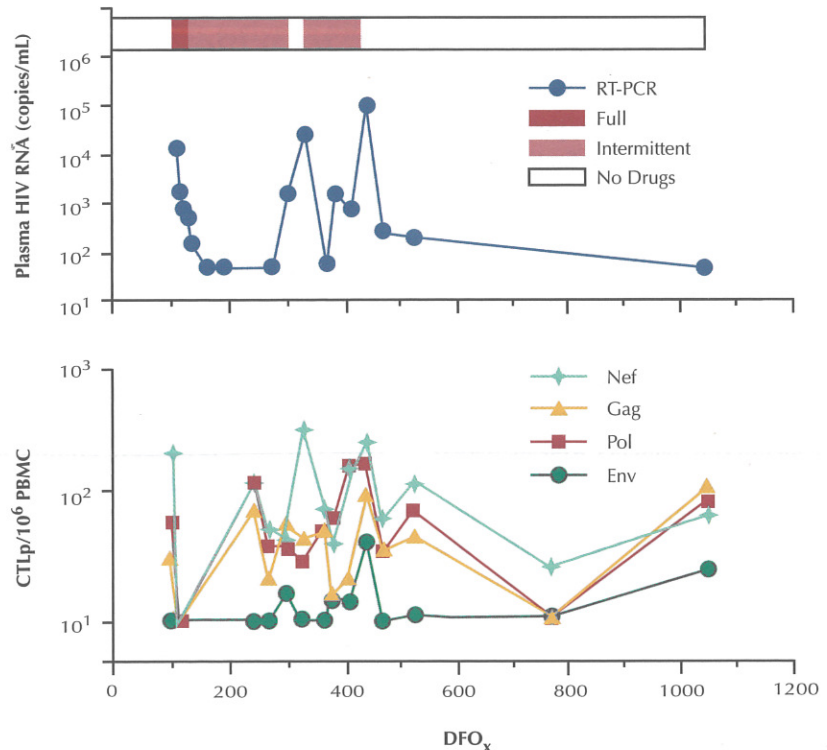 Plasma HIV RNA (copies/mL)
10⁶
10⁵
10⁴
10³
10²
10¹
RT-PCR
Full
Intermittent
No Drugs
CTLp/10⁶ PBMC
10³
10²
10¹
Nef
Gag
Pol
Env
0 200 400 600 800 1000 1200
DFOₓ